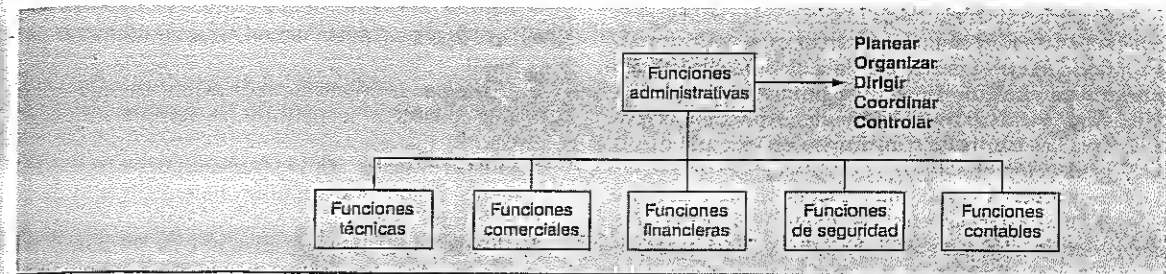 Funciones
administrativas
Planear
Organizar
Dirigir
Coordinar
Controlar
Funciones
técnicas
Funciones
comerciales
Funciones
financieras
Funciones
de seguridad
Funciones
contables